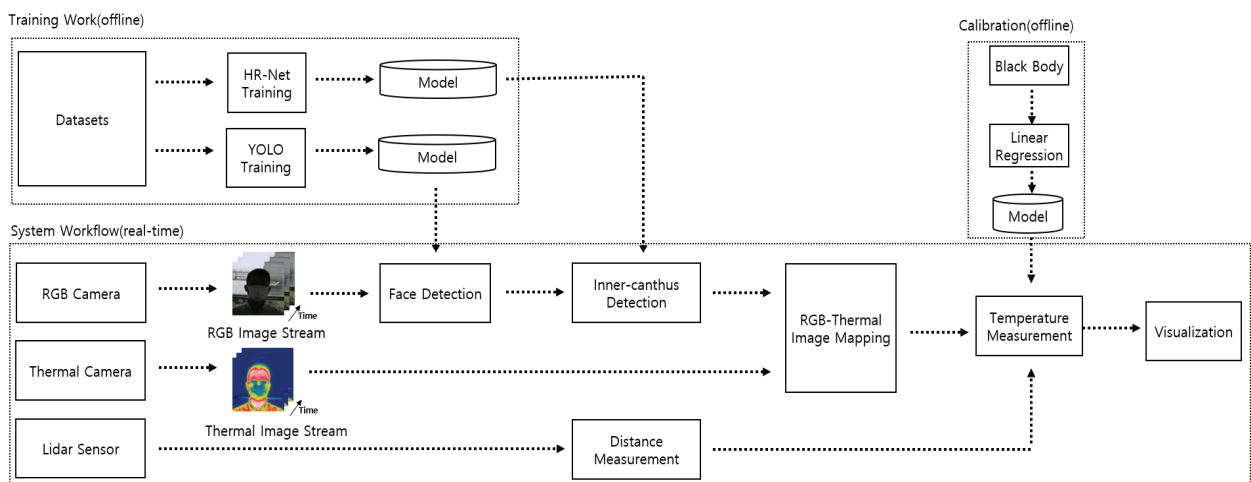 Training Work(offline)
Calibration(offline)
Datasets
HR-Net
Training
Model
YOLO
Training
Model
Black Body
Linear
Regression
Model
System Workflow(real-time)
RGB Camera
Time
RGB Image Stream
Face Detection
Inner-canthus
Detection
RGB-Thermal
Image Mapping
Temperature
Measurement
Visualization
Thermal Camera
Time
Thermal Image Stream
Lidar Sensor
Distance
Measurement